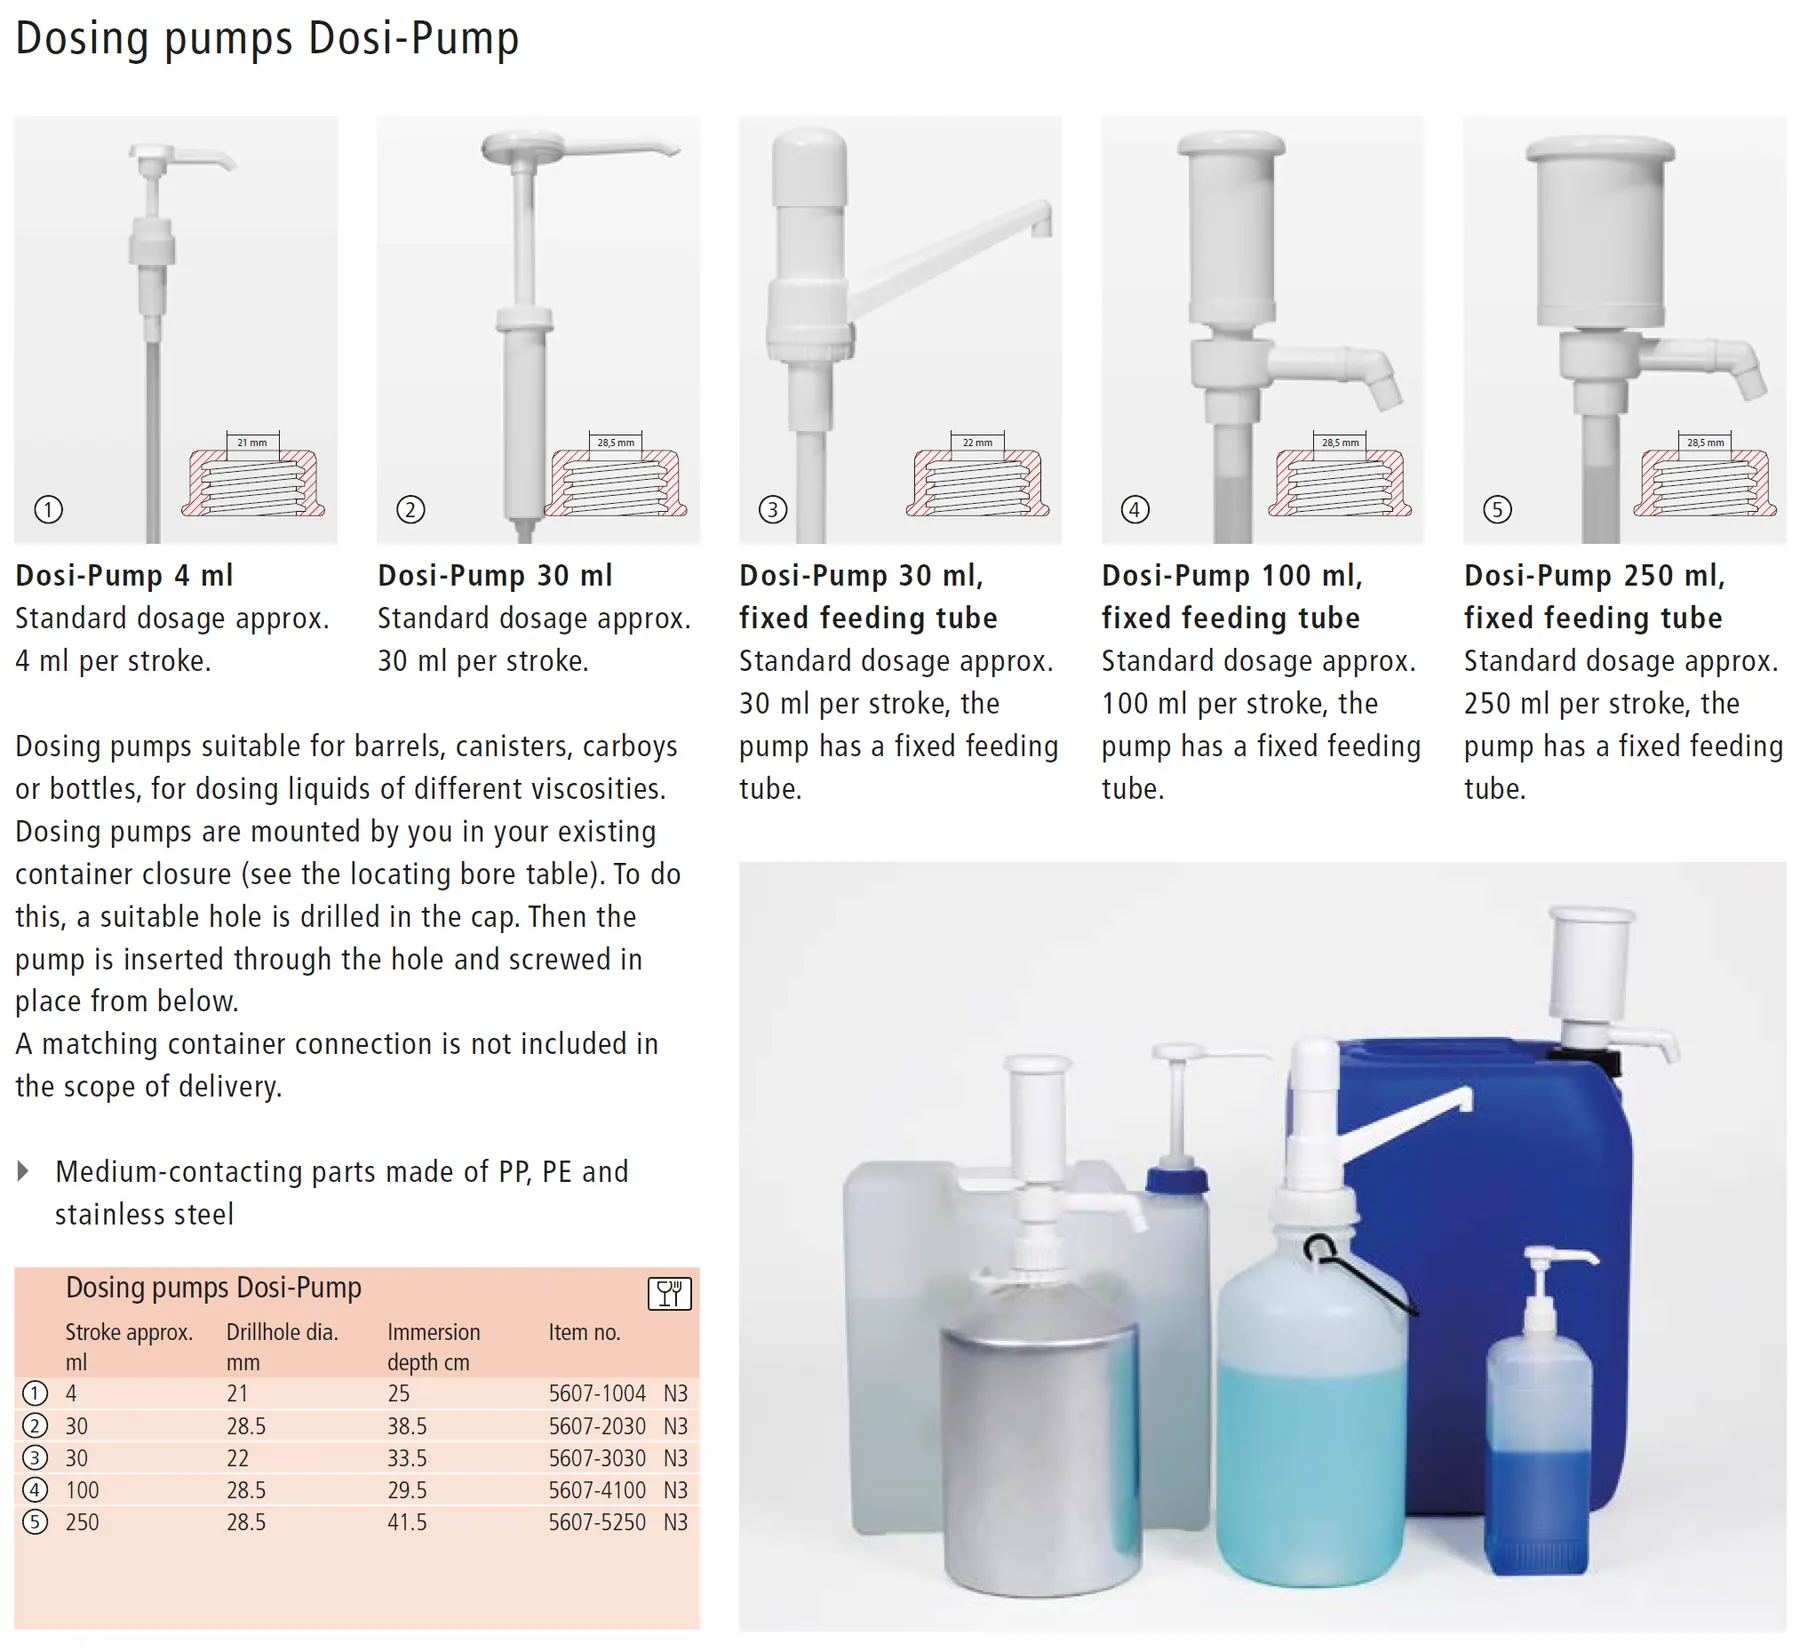 Dosing pumps Dosi-Pump
21 mm
1
28,5 mm
2
22 mm
3
28,5 mm
4
28,5 mm
5
Dosi-Pump 4 ml
Standard dosage approx.
4 ml per stroke.
Dosi-Pump 30 ml
Standard dosage approx.
30 ml per stroke.
Dosi-Pump 30 ml,
fixed feeding tube
Standard dosage approx.
30 ml per stroke, the
pump has a fixed feeding
tube.
Dosi-Pump 100 ml,
fixed feeding tube
Standard dosage approx.
100 ml per stroke, the
pump has a fixed feeding
tube.
Dosi-Pump 250 ml,
fixed feeding tube
Standard dosage approx.
250 ml per stroke, the
pump has a fixed feeding
tube.
Dosing pumps suitable for barrels, canisters, carboys
or bottles, for dosing liquids of different viscosities.
Dosing pumps are mounted by you in your existing
container closure (see the locating bore table). To do
this, a suitable hole is drilled in the cap. Then the
pump is inserted through the hole and screwed in
place from below.
A matching container connection is not included in
the scope of delivery.
Medium-contacting parts made of PP, PE and
stainless steel
Dosing pumps Dosi-Pump
Stroke approx. Drillhole dia. Immersion Item no.
ml mm depth cm
1 4 21 25 5607-1004 N3
2 30 28.5 38.5 5607-2030 N3
3 30 22 33.5 5607-3030 N3
4 100 28.5 29.5 5607-4100 N3
5 250 28.5 41.5 5607-5250 N3